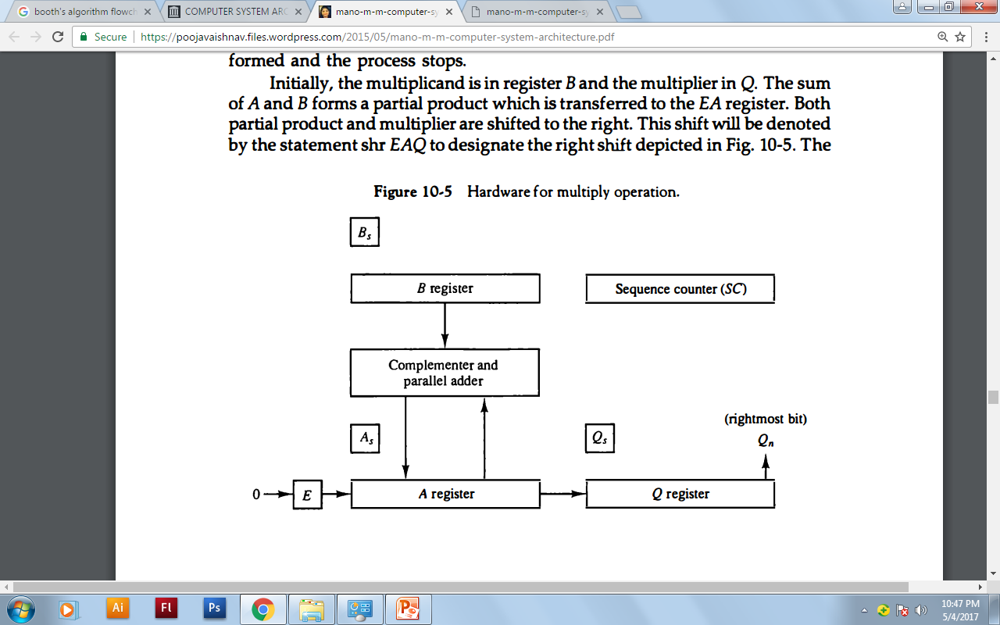 booth's algorithm flowch
COMPUTER SYSTEM ARC
mano-m-m-computer-sy
mano-m-m-computer-sy
Secure
https://poojavaishnav.files.wordpress.com/2015/05/mano-m-m-computer-system-architecture.pdf
formed and the process stops.
Initially, the multiplicand is in register B and the multiplier in Q. The sum
of A and B forms a partial product which is transferred to the EA register. Both
partial product and multiplier are shifted to the right. This shift will be denoted
by the statement shr EAQ to designate the right shift depicted in Fig. 10-5. The
Figure 10-5 Hardware for multiply operation.
Bs
B register
Sequence counter (SC)
Complementer and
parallel adder
(rightmost bit)
As
Qs
Qn
0
E
A register
Q register
Ai
Fl
Ps
P
10:47 PM
5/4/2017